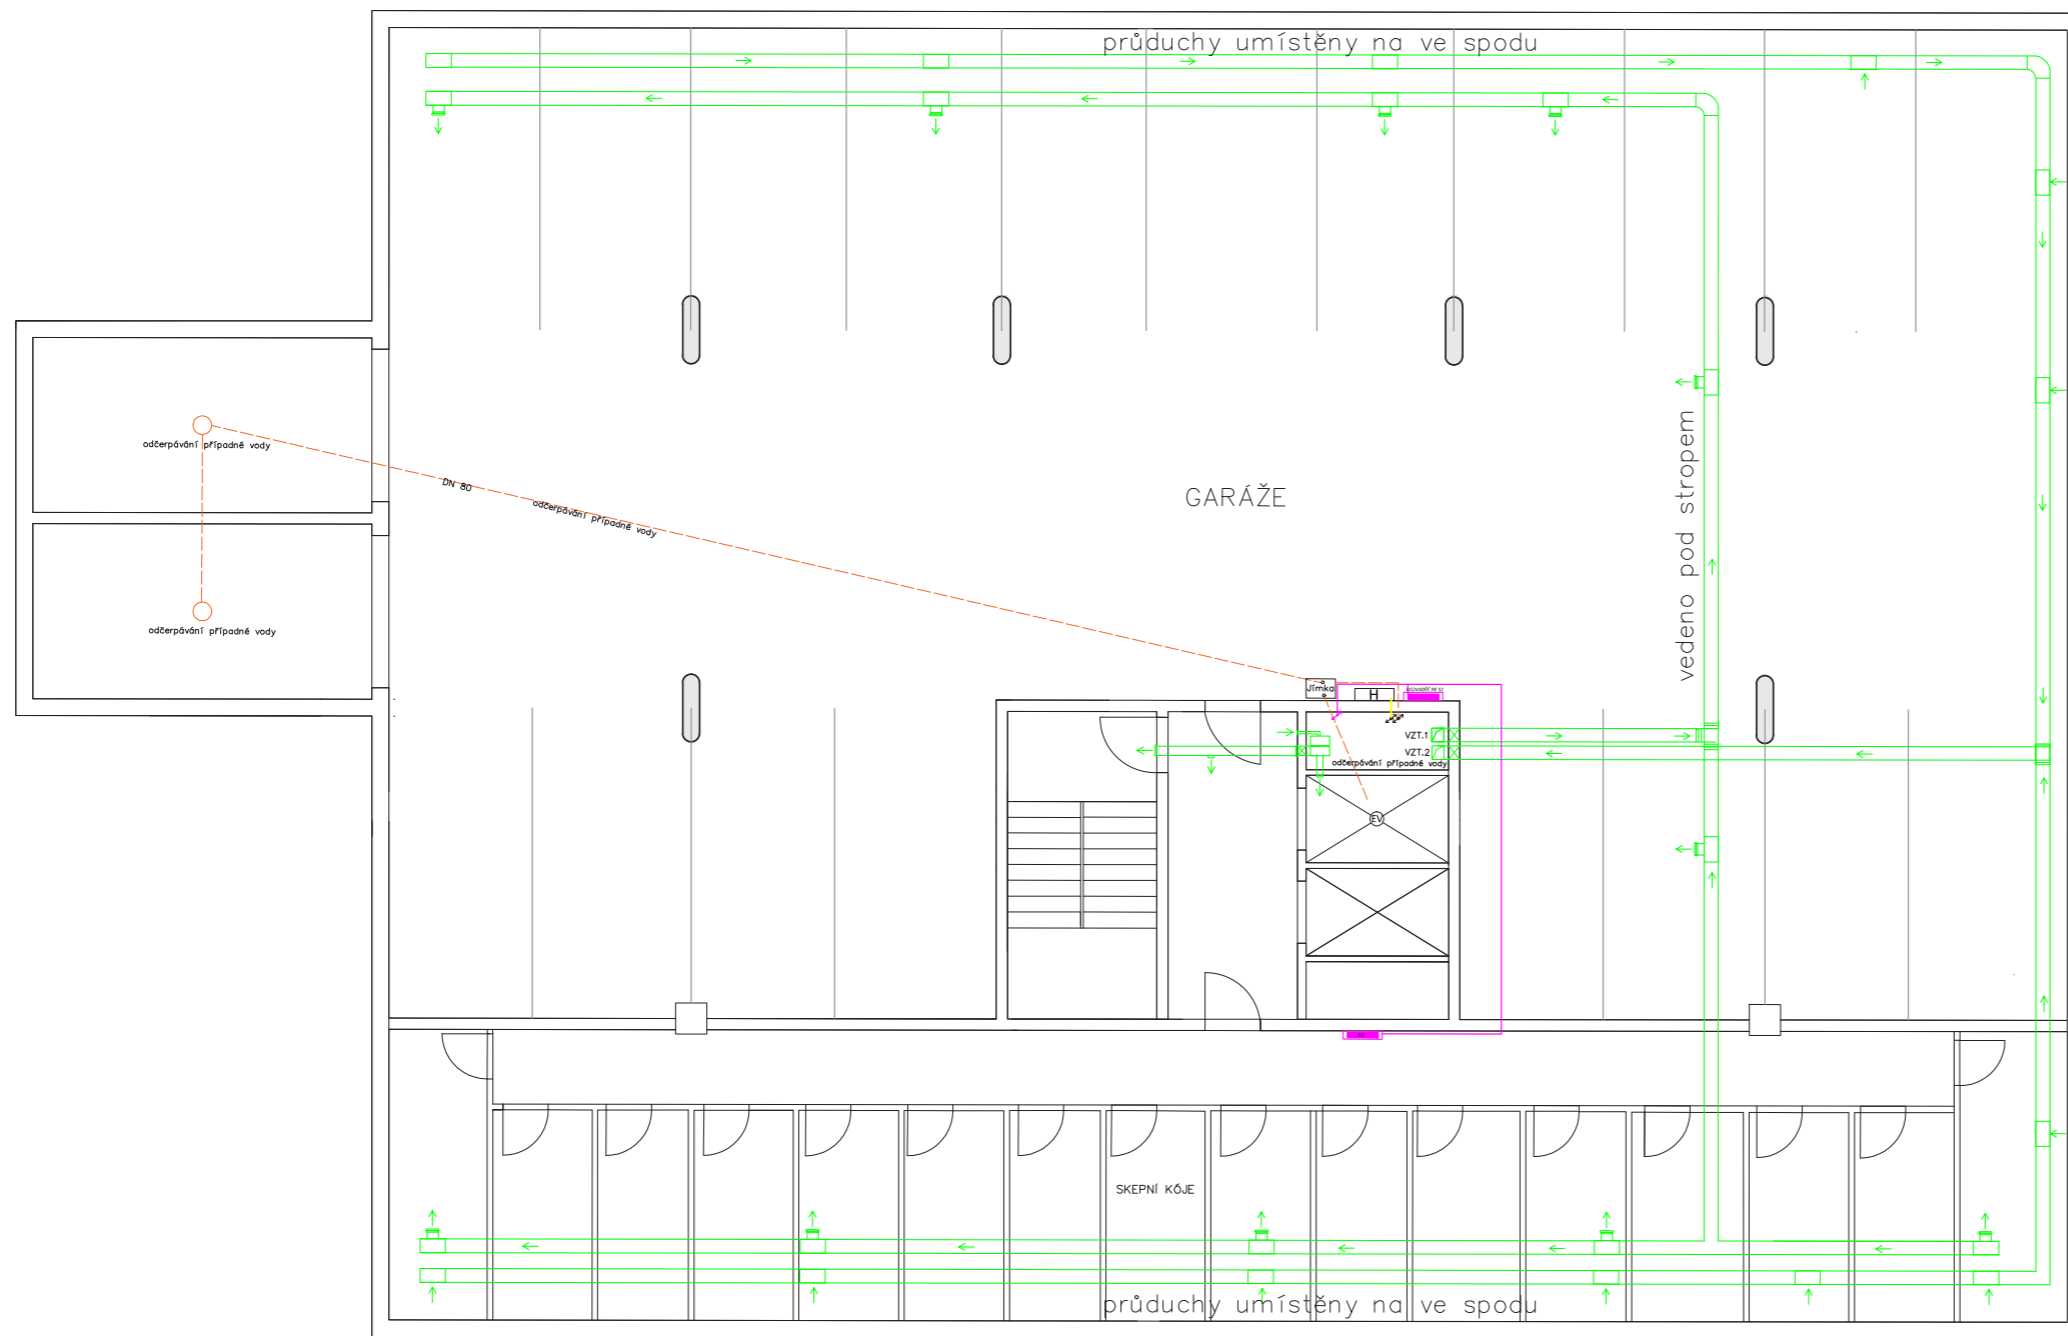 průduchy umístěny na ve spodu
odčerpávání případné vody
DN 80
odčerpávání případné vody
GARÁŽE
vedeno pod stropem
odčerpávání případné vody
Jímka
H
VZT.1
VZT.2
odčerpávání případné vody
EV
SKEPNÍ KÓJE
průduchy umístěny na ve spodu